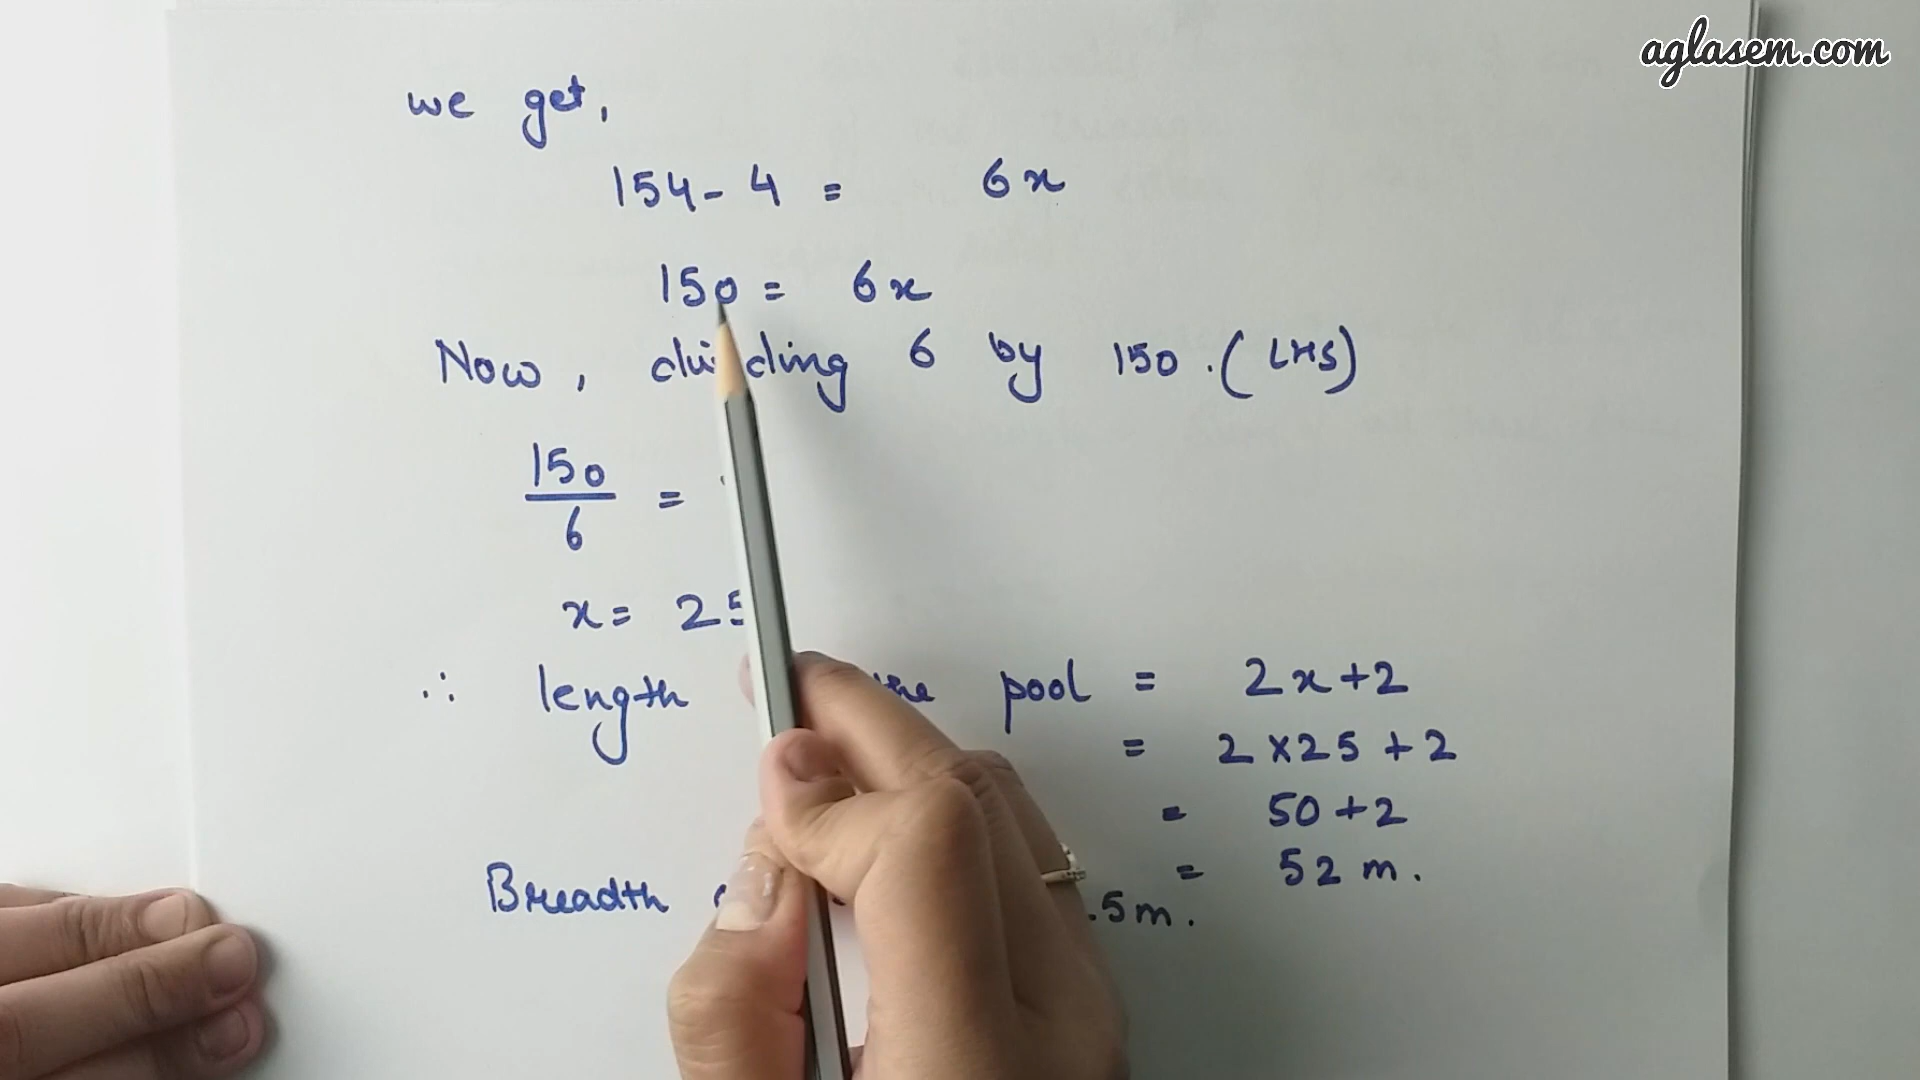 aglasem.com
we get,
154 - 4 = 6x
150 = 6x
Now, dividing 6 by 150. (LHS)
150/6 =
x = 25
∴ length the pool = 2x+2
= 2×25+2
= 50+2
= 52 m.
Breadth 5m.